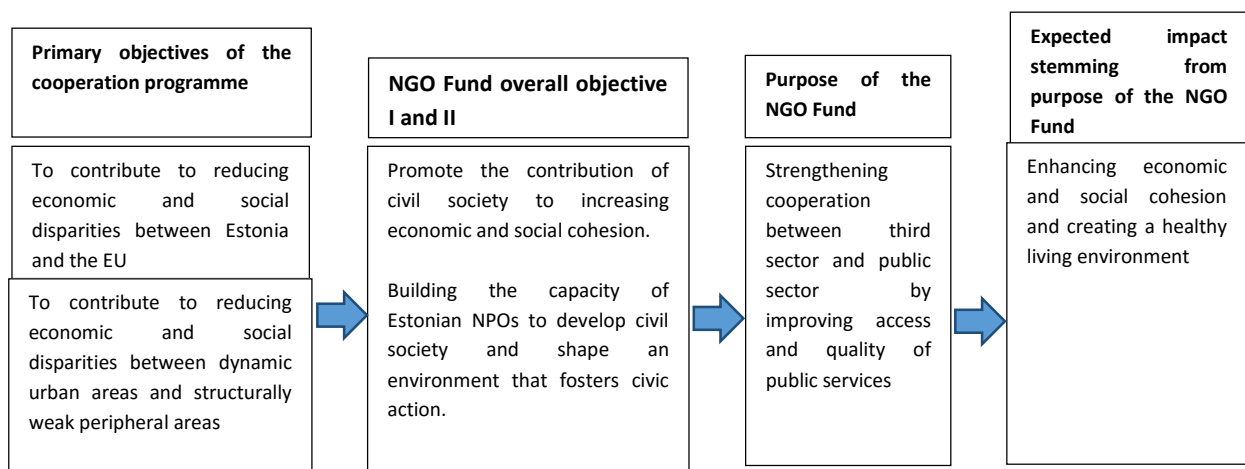 Primary objectives of the
cooperation programme
To contribute to reducing
economic and social
disparities between Estonia
and the EU
To contribute to reducing
economic and social
disparities between dynamic
urban areas and structurally
weak peripheral areas
NGO Fund overall objective
I and II
Promote the contribution of
civil society to increasing
economic and social cohesion.
Building the capacity of
Estonian NPOs to develop civil
society and shape an
environment that fosters civic
action.
Purpose of the
NGO Fund
Strengthening
cooperation
between third
sector and public
sector by
improving access
and quality of
public services
Expected impact
stemming from
purpose of the NGO
Fund
Enhancing economic
and social cohesion
and creating a healthy
living environment